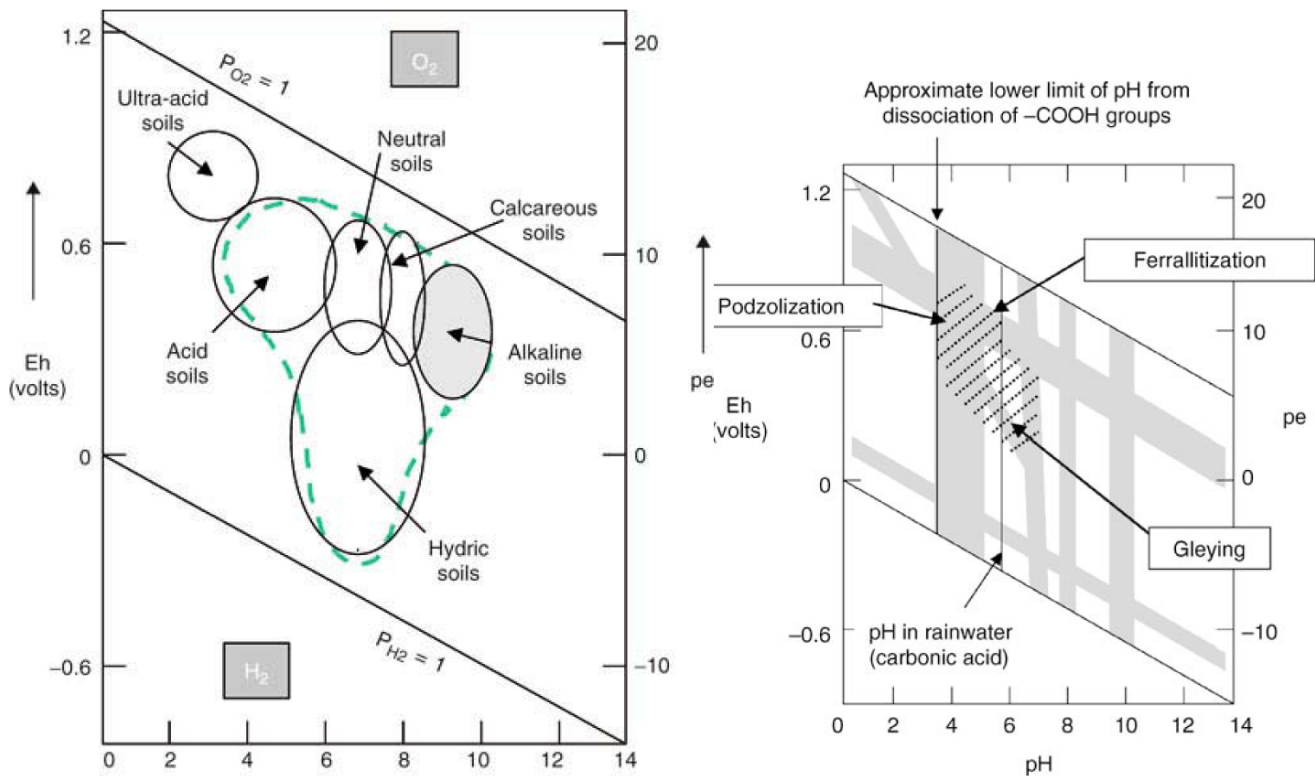 1.2
0.6
0
–0.6
Eh
(volts)
P_O2 = 1
O2
Ultra-acid
soils
Neutral
soils
Calcareous
soils
Acid
soils
Alkaline
soils
Hydric
soils
P_H2 = 1
H2
20
10
0
–10
pe
0 2 4 6 8 10 12 14
Approximate lower limit of pH from
dissociation of –COOH groups
1.2
0.6
0
–0.6
Eh
(volts)
Podzolization
Ferrallitization
Gleying
pH in rainwater
(carbonic acid)
20
10
0
–10
pe
0 2 4 6 8 10 12 14
pH